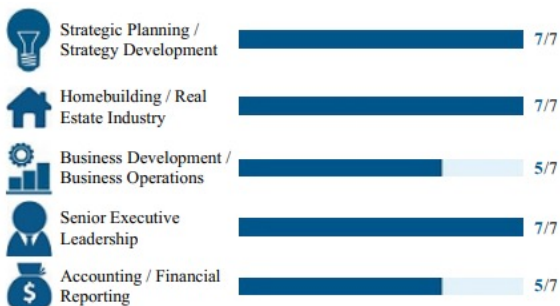 Strategic Planning /
Strategy Development
7/7
Homebuilding / Real
Estate Industry
7/7
Business Development /
Business Operations
5/7
Senior Executive
Leadership
7/7
Accounting / Financial
Reporting
5/7
$